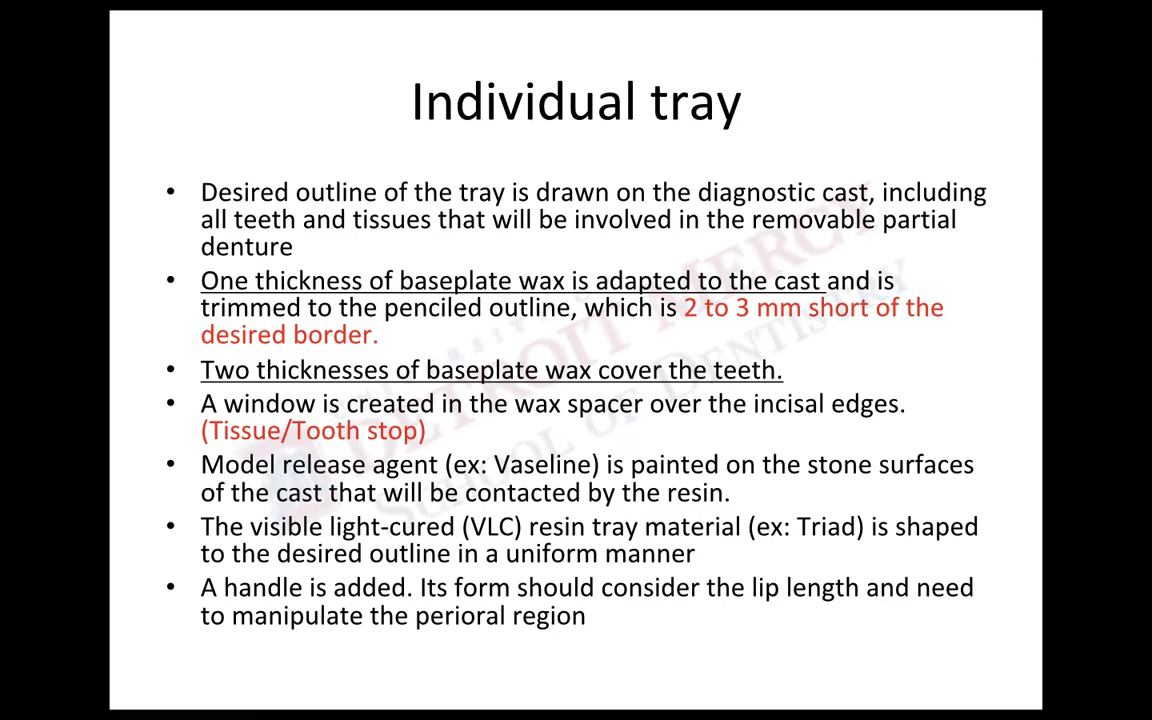 Individual tray
• Desired outline of the tray is drawn on the diagnostic cast, including
all teeth and tissues that will be involved in the removable partial
denture
• One thickness of baseplate wax is adapted to the cast and is
trimmed to the penciled outline, which is 2 to 3 mm short of the
desired border.
• Two thicknesses of baseplate wax cover the teeth.
• A window is created in the wax spacer over the incisal edges.
(Tissue/Tooth stop)
• Model release agent (ex: Vaseline) is painted on the stone surfaces
of the cast that will be contacted by the resin.
• The visible light-cured (VLC) resin tray material (ex: Triad) is shaped
to the desired outline in a uniform manner
• A handle is added. Its form should consider the lip length and need
to manipulate the perioral region
DETROIT MERCY
SCHOOL OF DENTISTRY